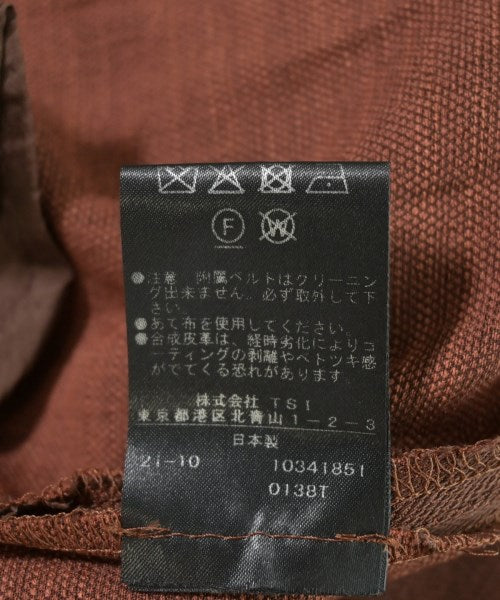 F W
●注意 附属ベルトはクリーニン
グ出来ません。必ず取外して下
さい。
●あて布を使用してください。
●合成皮革は、経時劣化によりコ
ーティングの剥離やベトツキ感
がでてくる恐れがあります。
株式会社 TSI
東京都港区北青山1-2-3
日本製
21-10 10341851
0138T